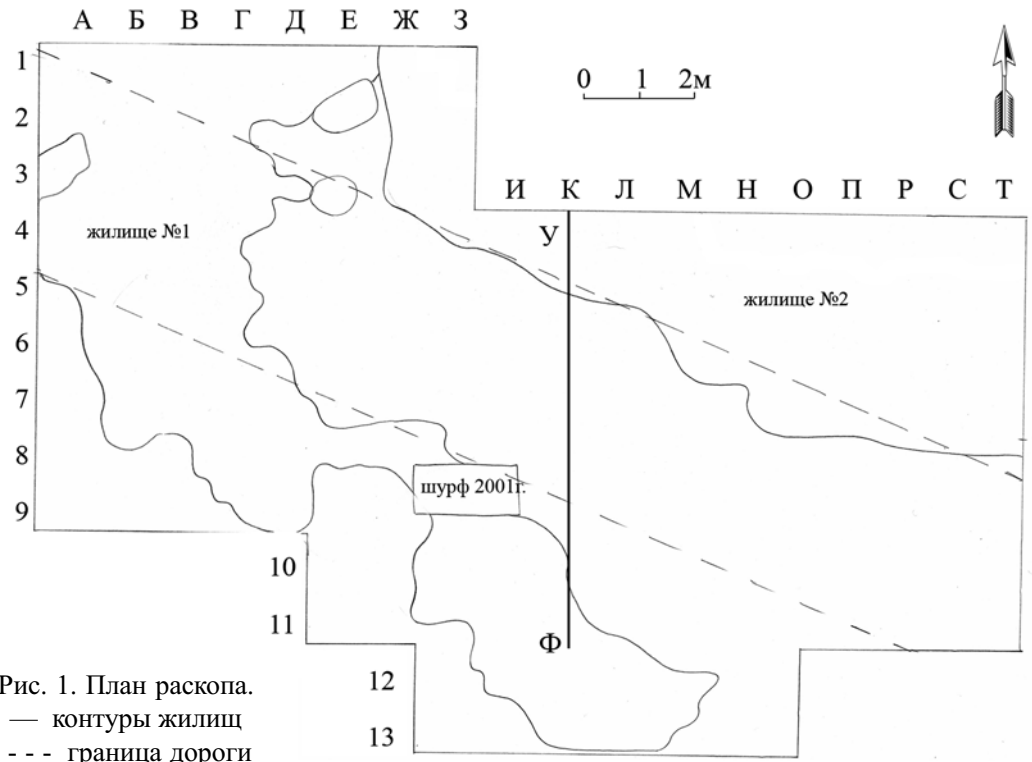 А Б В Г Д Е Ж З
1
2
3
4
5
6
7
8
9
10
11
12
13
0 1 2м
И К Л М Н О П Р С Т
У
жилище №1
жилище №2
шурф 2001г.
Ф
Рис. 1. План раскопа.
— контуры жилищ
- - - граница дороги